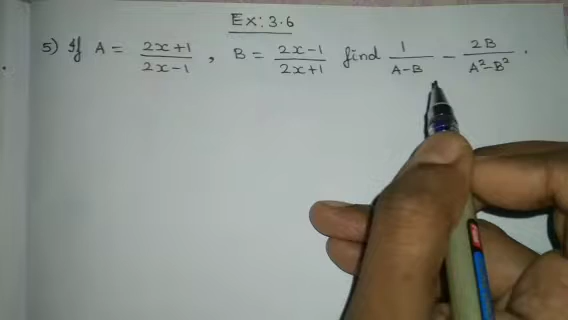 Ex: 3.6
5) If A = (2x+1)/(2x-1) , B = (2x-1)/(2x+1) find 1/(A-B) - 2B/(A²-B²) .